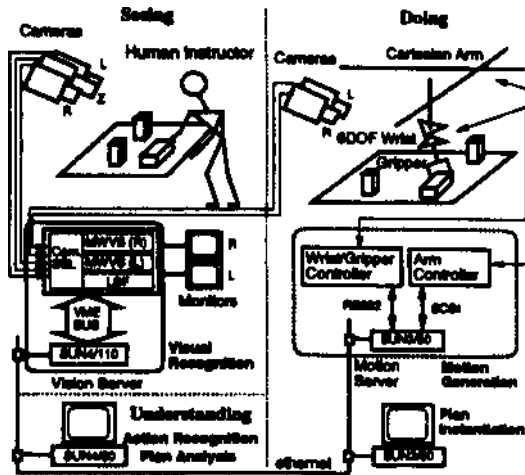 Seeing
Doing
Cameras
L
Z
R
Human Instructor
Cameras
L
R
Cartesian Arm
6DOF Wrist
Gripper
MWVS (R)
MWVS (L)
R
L
Monitors
VME
BUS
SUN4/110
Vision Server
Visual
Recognition
Wrist/Gripper
Controller
Arm
Controller
RS232
SCSI
Motion
Server
Motion
Generation
Understanding
Action Recognition
Plan Analysis
Plan
Instantiation
ethernet